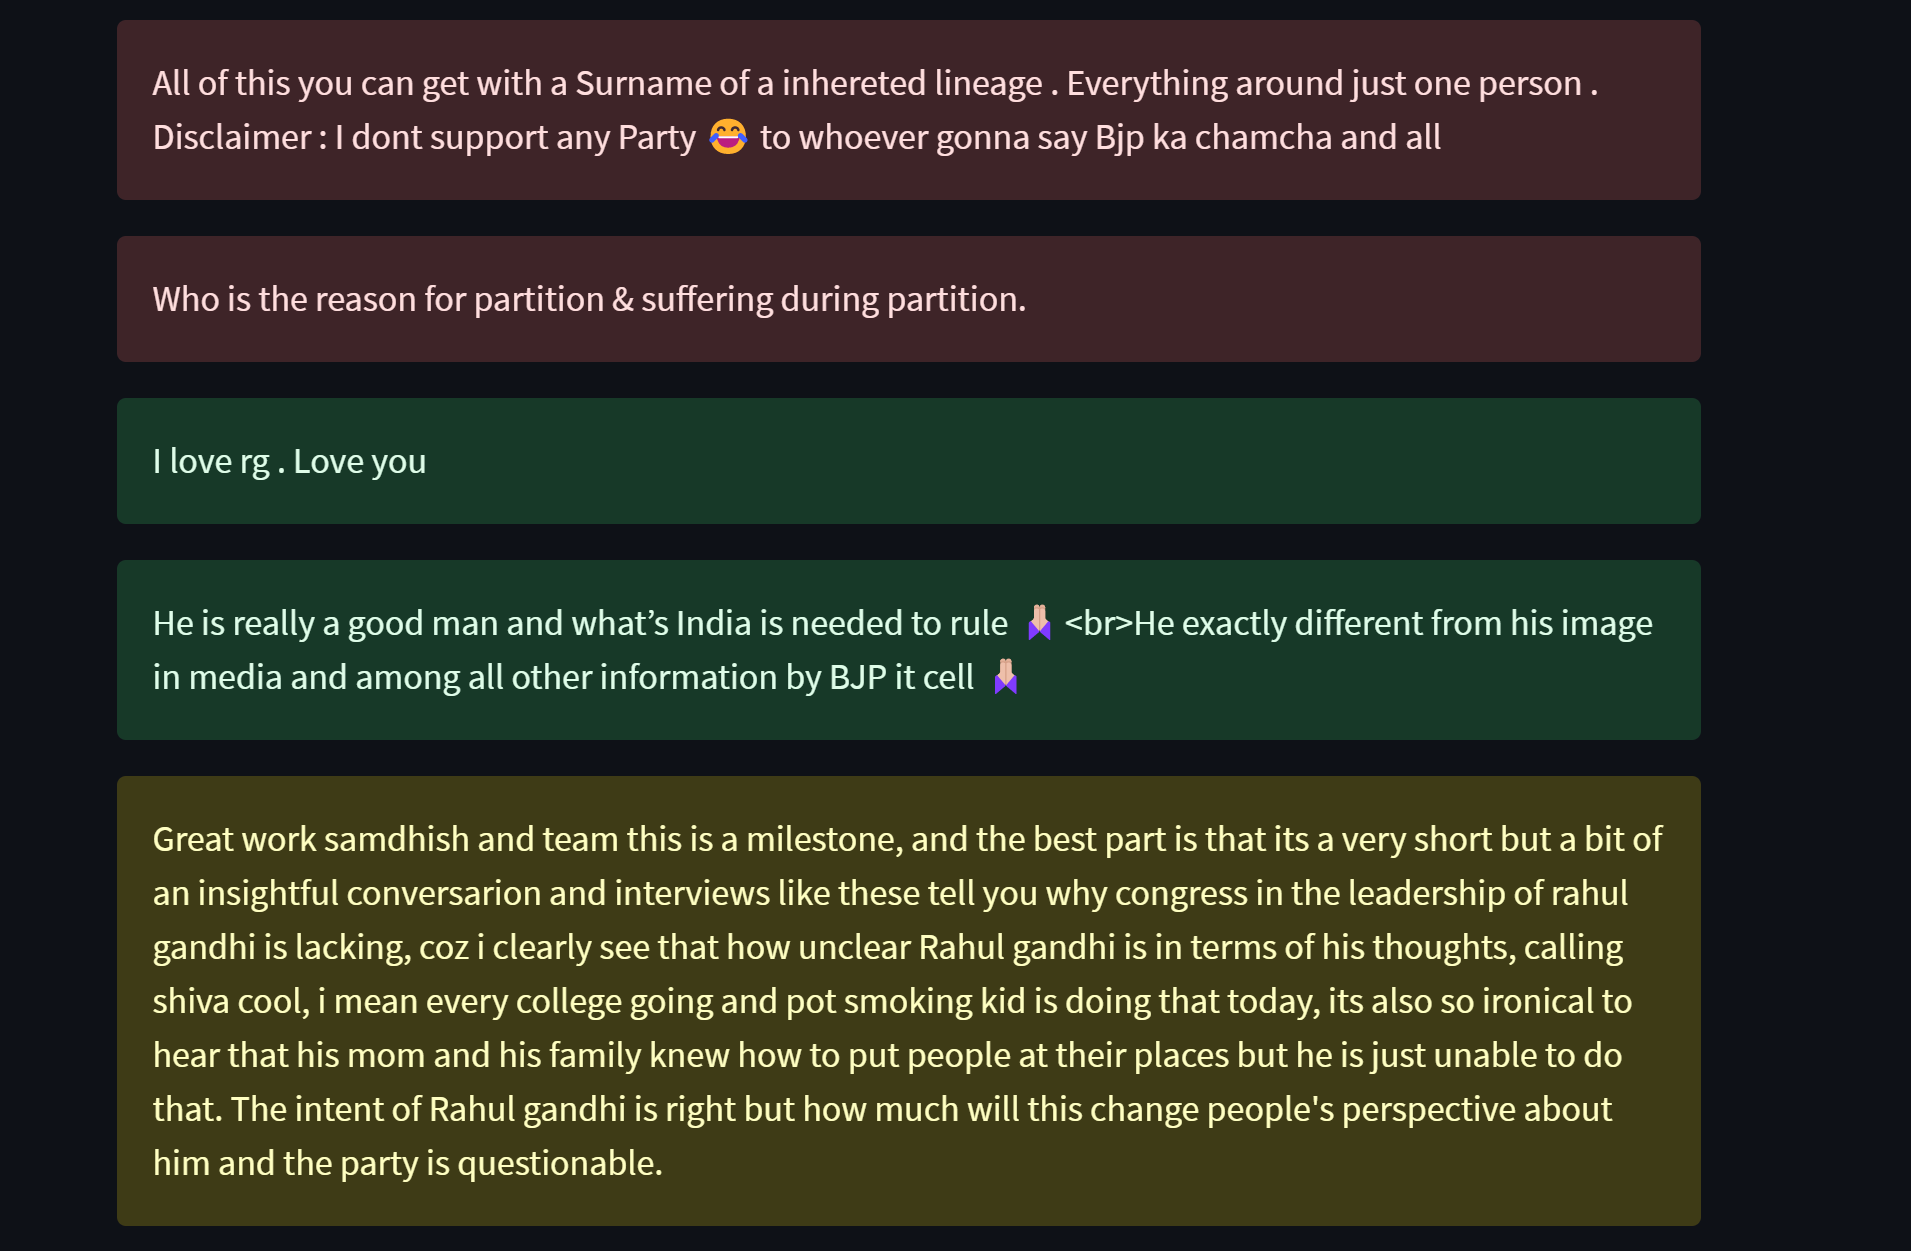 All of this you can get with a Surname of a inhereted lineage . Everything around just one person .
Disclaimer : I dont support any Party 😂 to whoever gonna say Bjp ka chamcha and all
Who is the reason for partition & suffering during partition.
I love rg . Love you
He is really a good man and what’s India is needed to rule 🙏🏻 <br>He exactly different from his image
in media and among all other information by BJP it cell 🙏🏻
Great work samdhish and team this is a milestone, and the best part is that its a very short but a bit of
an insightful conversarion and interviews like these tell you why congress in the leadership of rahul
gandhi is lacking, coz i clearly see that how unclear Rahul gandhi is in terms of his thoughts, calling
shiva cool, i mean every college going and pot smoking kid is doing that today, its also so ironical to
hear that his mom and his family knew how to put people at their places but he is just unable to do
that. The intent of Rahul gandhi is right but how much will this change people's perspective about
him and the party is questionable.